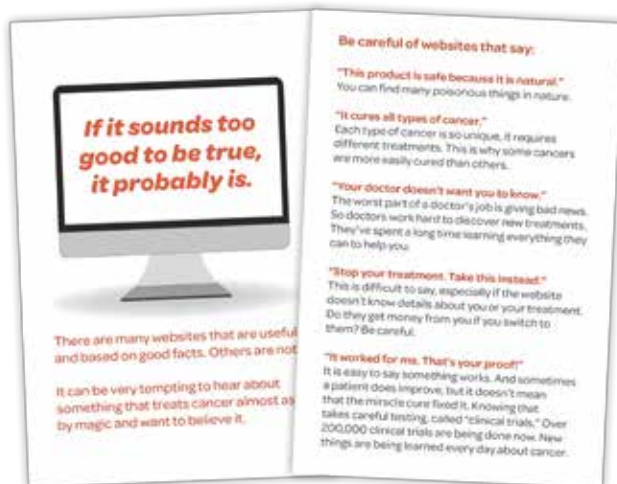 If it sounds too
good to be true,
it probably is.
There are many websites that are useful
and based on good facts. Others are not
It can be very tempting to hear about
something that treats cancer almost as
by magic and want to believe it.
Be careful of websites that say:
"This product is safe because it is natural."
You can find many poisonous things in nature.
"It cures all types of cancer."
Each type of cancer is so unique, it requires
different treatments. This is why some cancers
are more easily cured than others.
"Your doctor doesn't want you to know."
The worst part of a doctor's job is giving bad news.
So doctors work hard to discover new treatments.
They've spent a long time learning everything they
can to help you.
"Stop your treatment. Take this instead."
This is difficult to say, especially if the website
doesn't know details about you or your treatment.
Do they get money from you if you switch to
them? Be careful.
"It worked for me. That's your proof!"
It is easy to say something works. And sometimes
a patient does improve, but it doesn't mean
that the miracle cure fixed it. Knowing that
takes careful testing, called "clinical trials." Over
200,000 clinical trials are being done now. New
things are being learned every day about cancer.